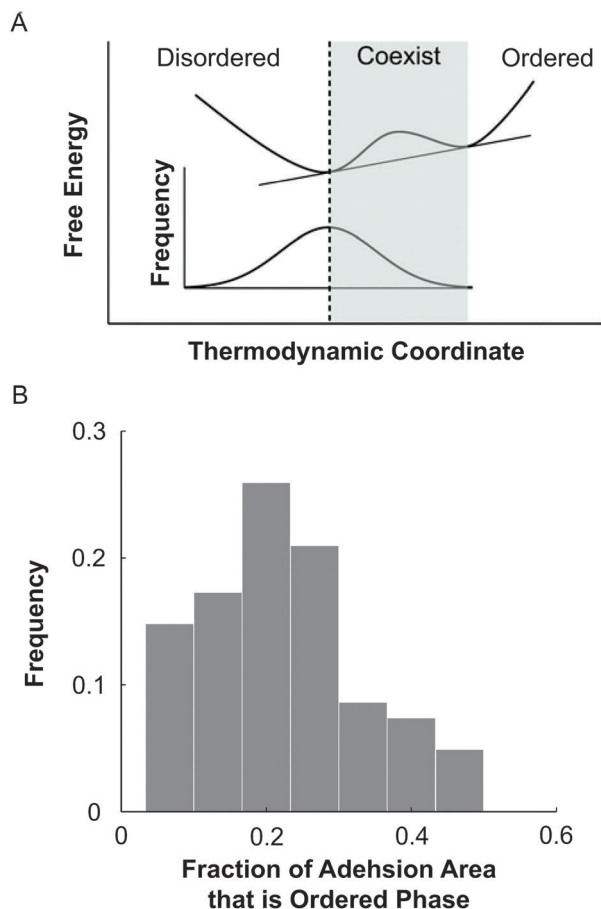 A
Disordered
Coexist
Ordered
Free Energy
Frequency
Thermodynamic Coordinate
B
0.3
0.2
0.1
0
Frequency
0
0.2
0.4
0.6
Fraction of Adehsion Area
that is Ordered Phase